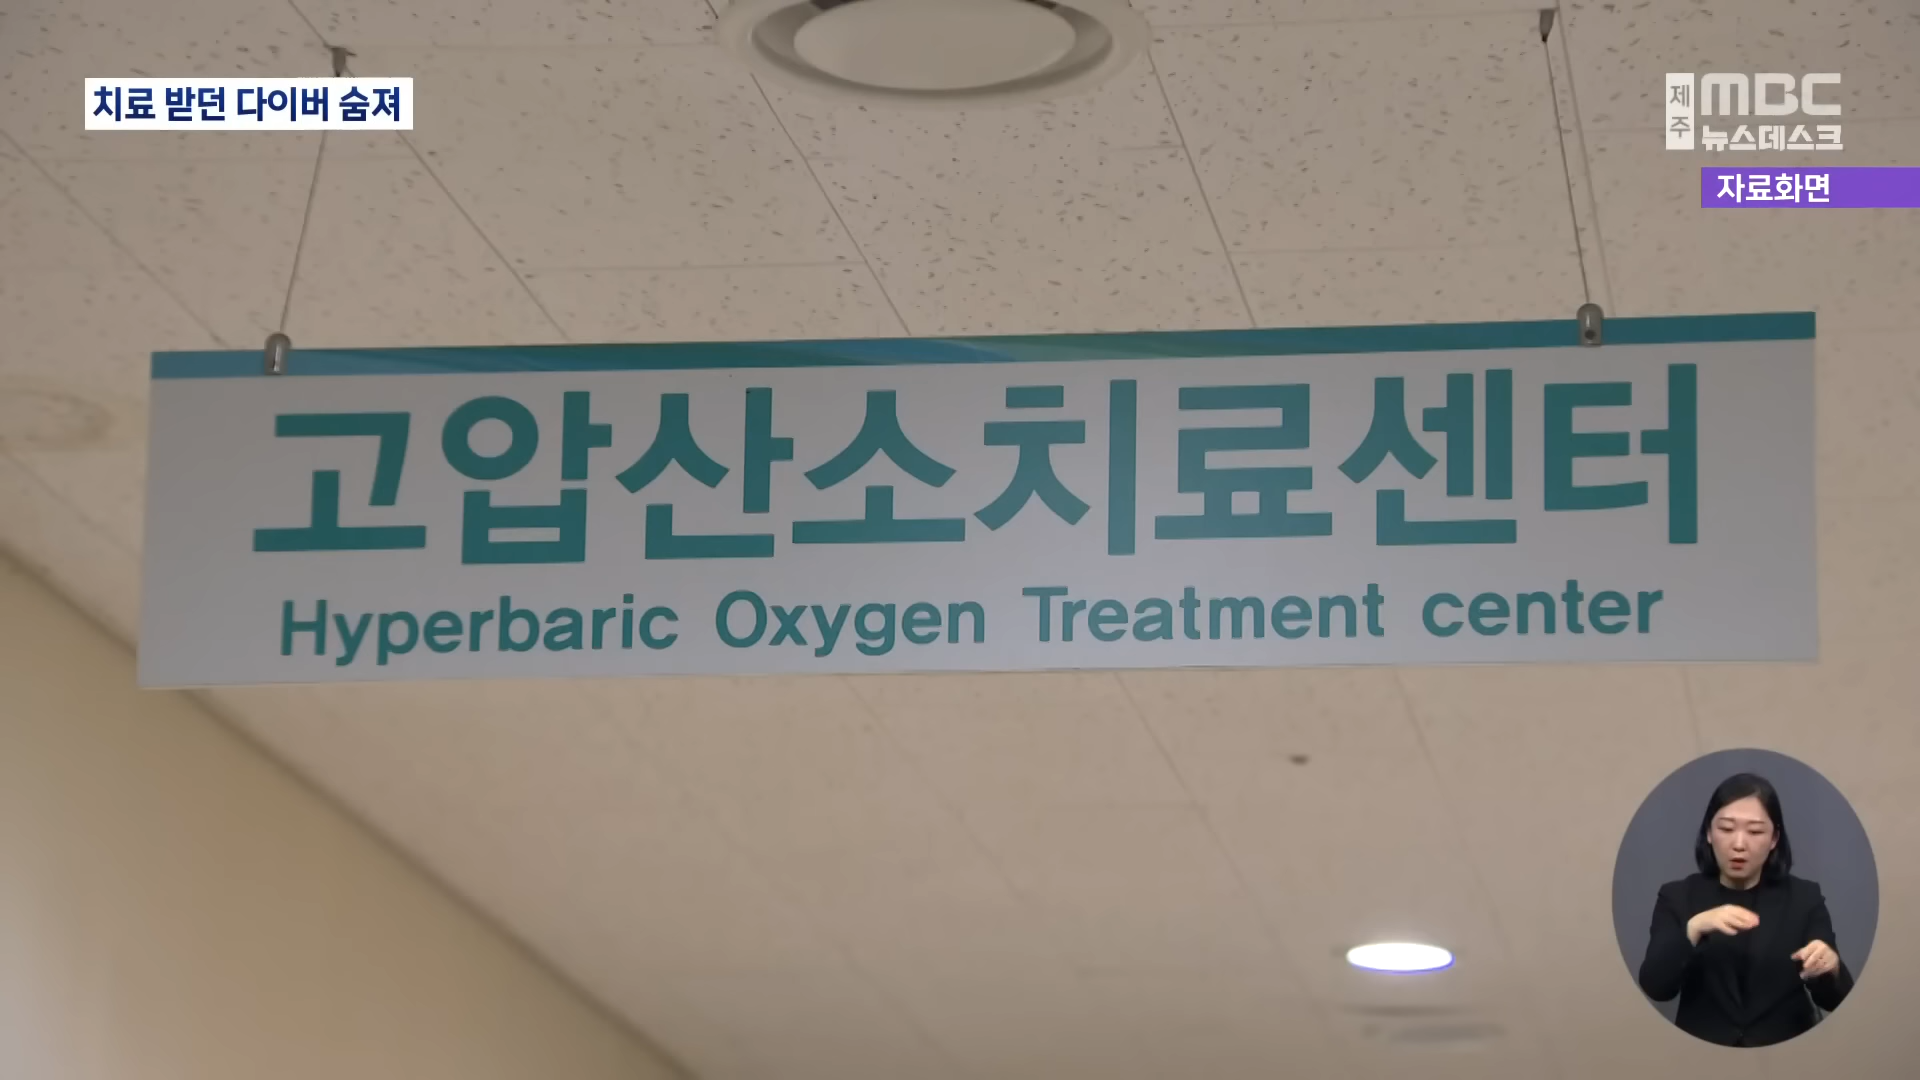 치료 받던 다이버 숨져
제주
MBC
뉴스데스크
자료화면
고압산소치료센터
Hyperbaric Oxygen Treatment center